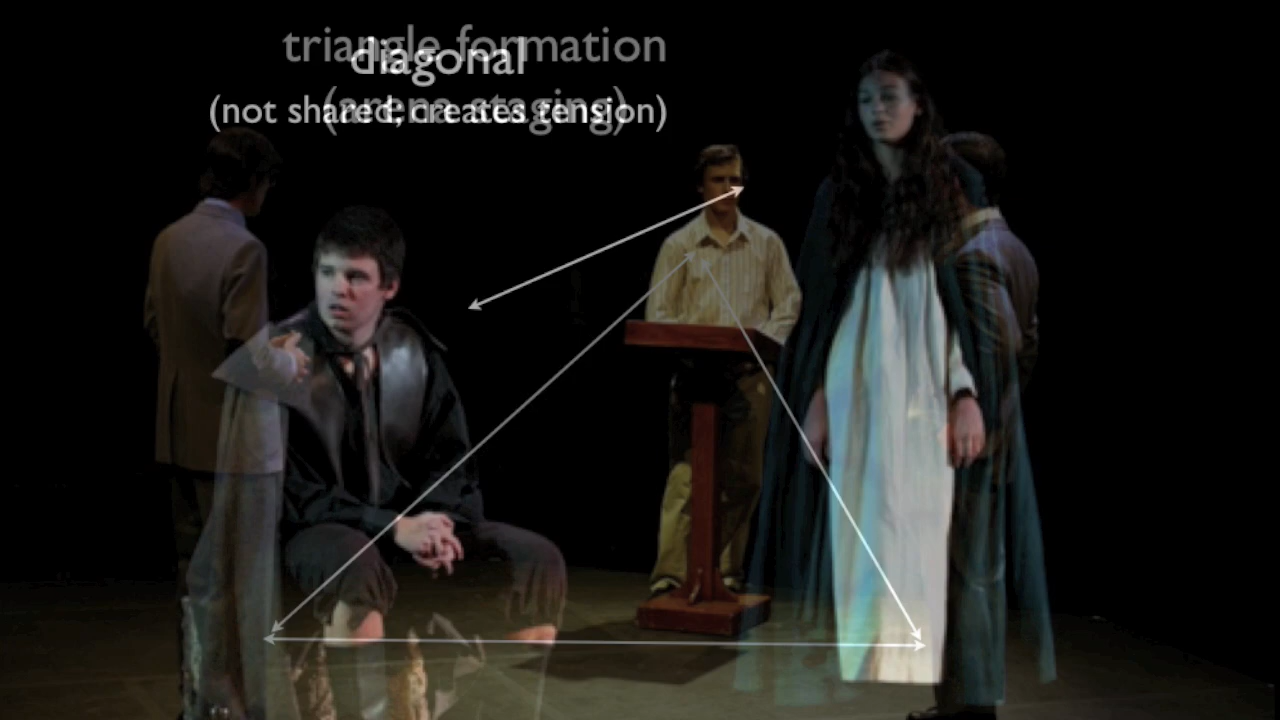 triangle formation
diagonal
(arena staging)
(not shared; creates tension)